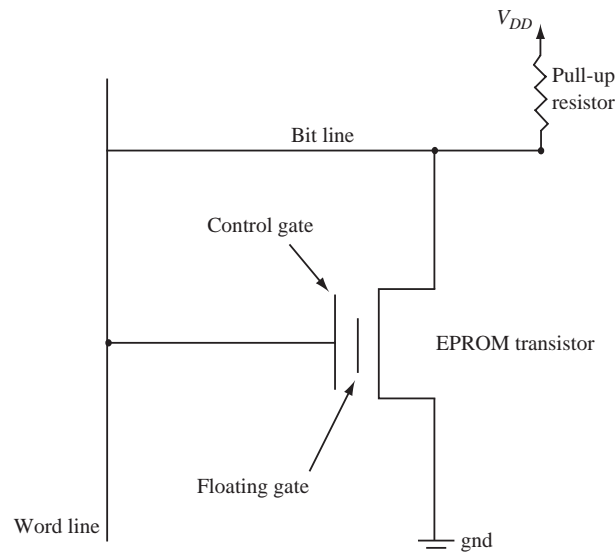 V_DD
Pull-up
resistor
Bit line
Control gate
EPROM transistor
Floating gate
Word line
gnd